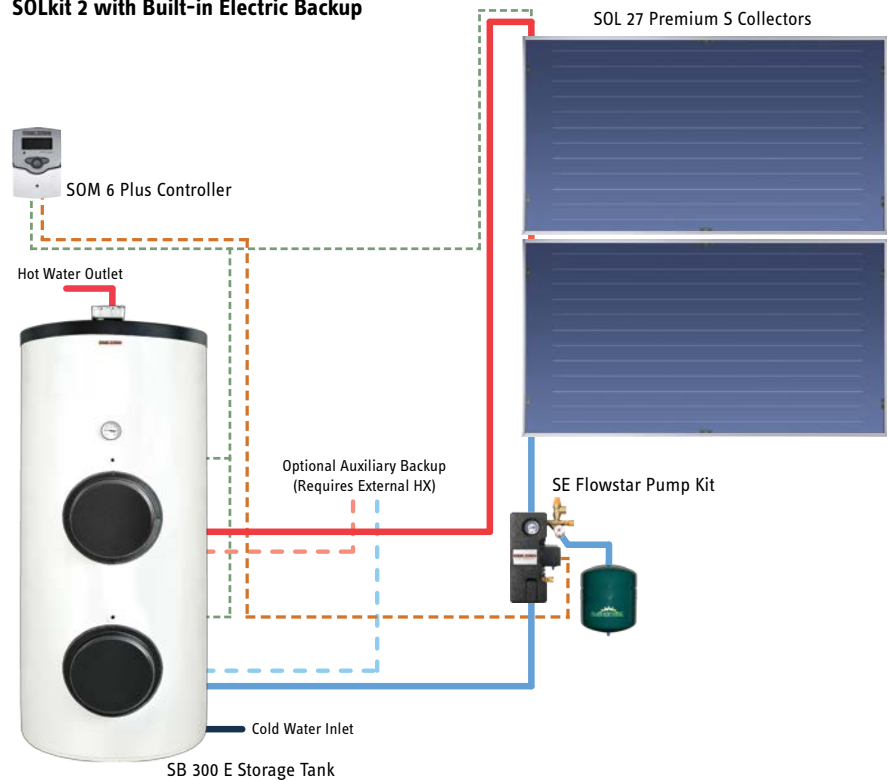 SOLkit 2 with Built-in Electric Backup
SOL 27 Premium S Collectors
SOM 6 Plus Controller
Hot Water Outlet
Optional Auxiliary Backup
(Requires External HX)
SE Flowstar Pump Kit
Cold Water Inlet
SB 300 E Storage Tank